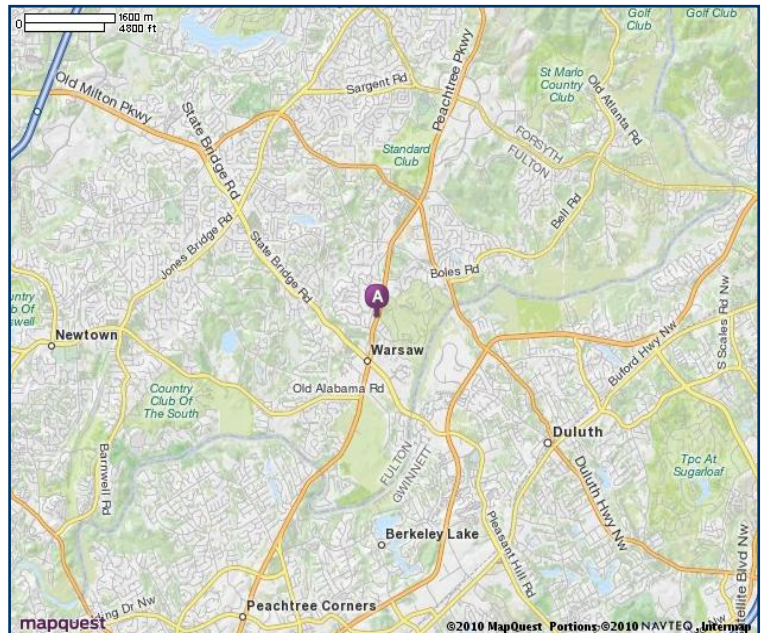 0
1600 m
4800 ft
Golf
Club
Golf Club
Old Milton Pkwy
State Bridge Rd
Sargent Rd
Peachtree Pkwy
St Marlo
Country
Club
Old Atlanta Rd
Standard
Club
FORSYTH
FULTON
Bell Rd
Jones Bridge Rd
State Bridge Rd
Boles Rd
A
S Scales Rd Nw
Buford Hwy Nw
Newtown
Warsaw
Country
Club Of
The South
Old Alabama Rd
Duluth
Tpc At
Sugarloaf
Barnwell Rd
FULTON
GWINNETT
Duluth Hwy Nw
Pleasant Hill Rd
Berkeley Lake
Peachtree Corners
Dr Nw
Blvd Nw
mapquest
©2010 MapQuest Portions ©2010 NAVTEQ, Intermap